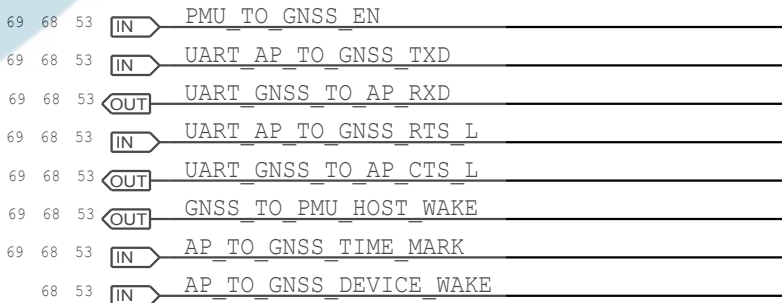 69 68 53 IN PMU_TO_GNSS_EN
69 68 53 IN UART_AP_TO_GNSS_TXD
69 68 53 OUT UART_GNSS_TO_AP_RXD
69 68 53 IN UART_AP_TO_GNSS_RTS_L
69 68 53 OUT UART_GNSS_TO_AP_CTS_L
69 68 53 OUT GNSS_TO_PMU_HOST_WAKE
69 68 53 IN AP_TO_GNSS_TIME_MARK
68 53 IN AP_TO_GNSS_DEVICE_WAKE